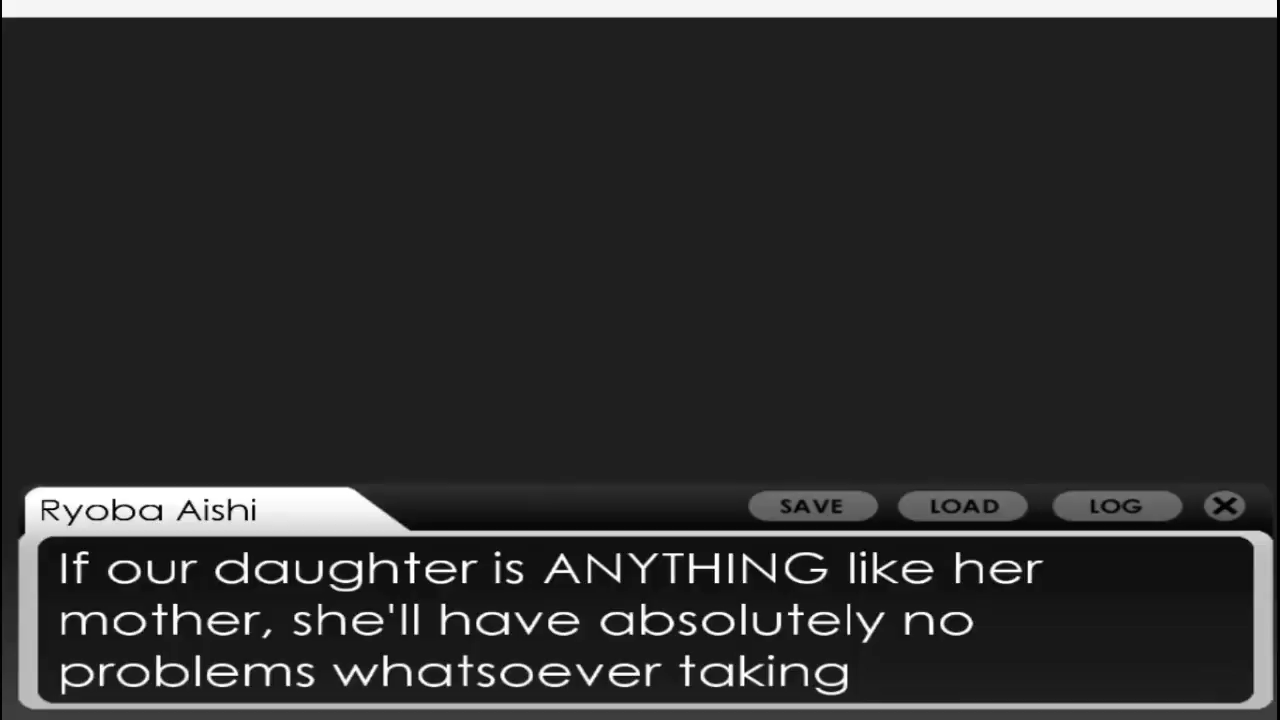 Ryoba Aishi
SAVE LOAD LOG X
If our daughter is ANYTHING like her
mother, she'll have absolutely no
problems whatsoever taking